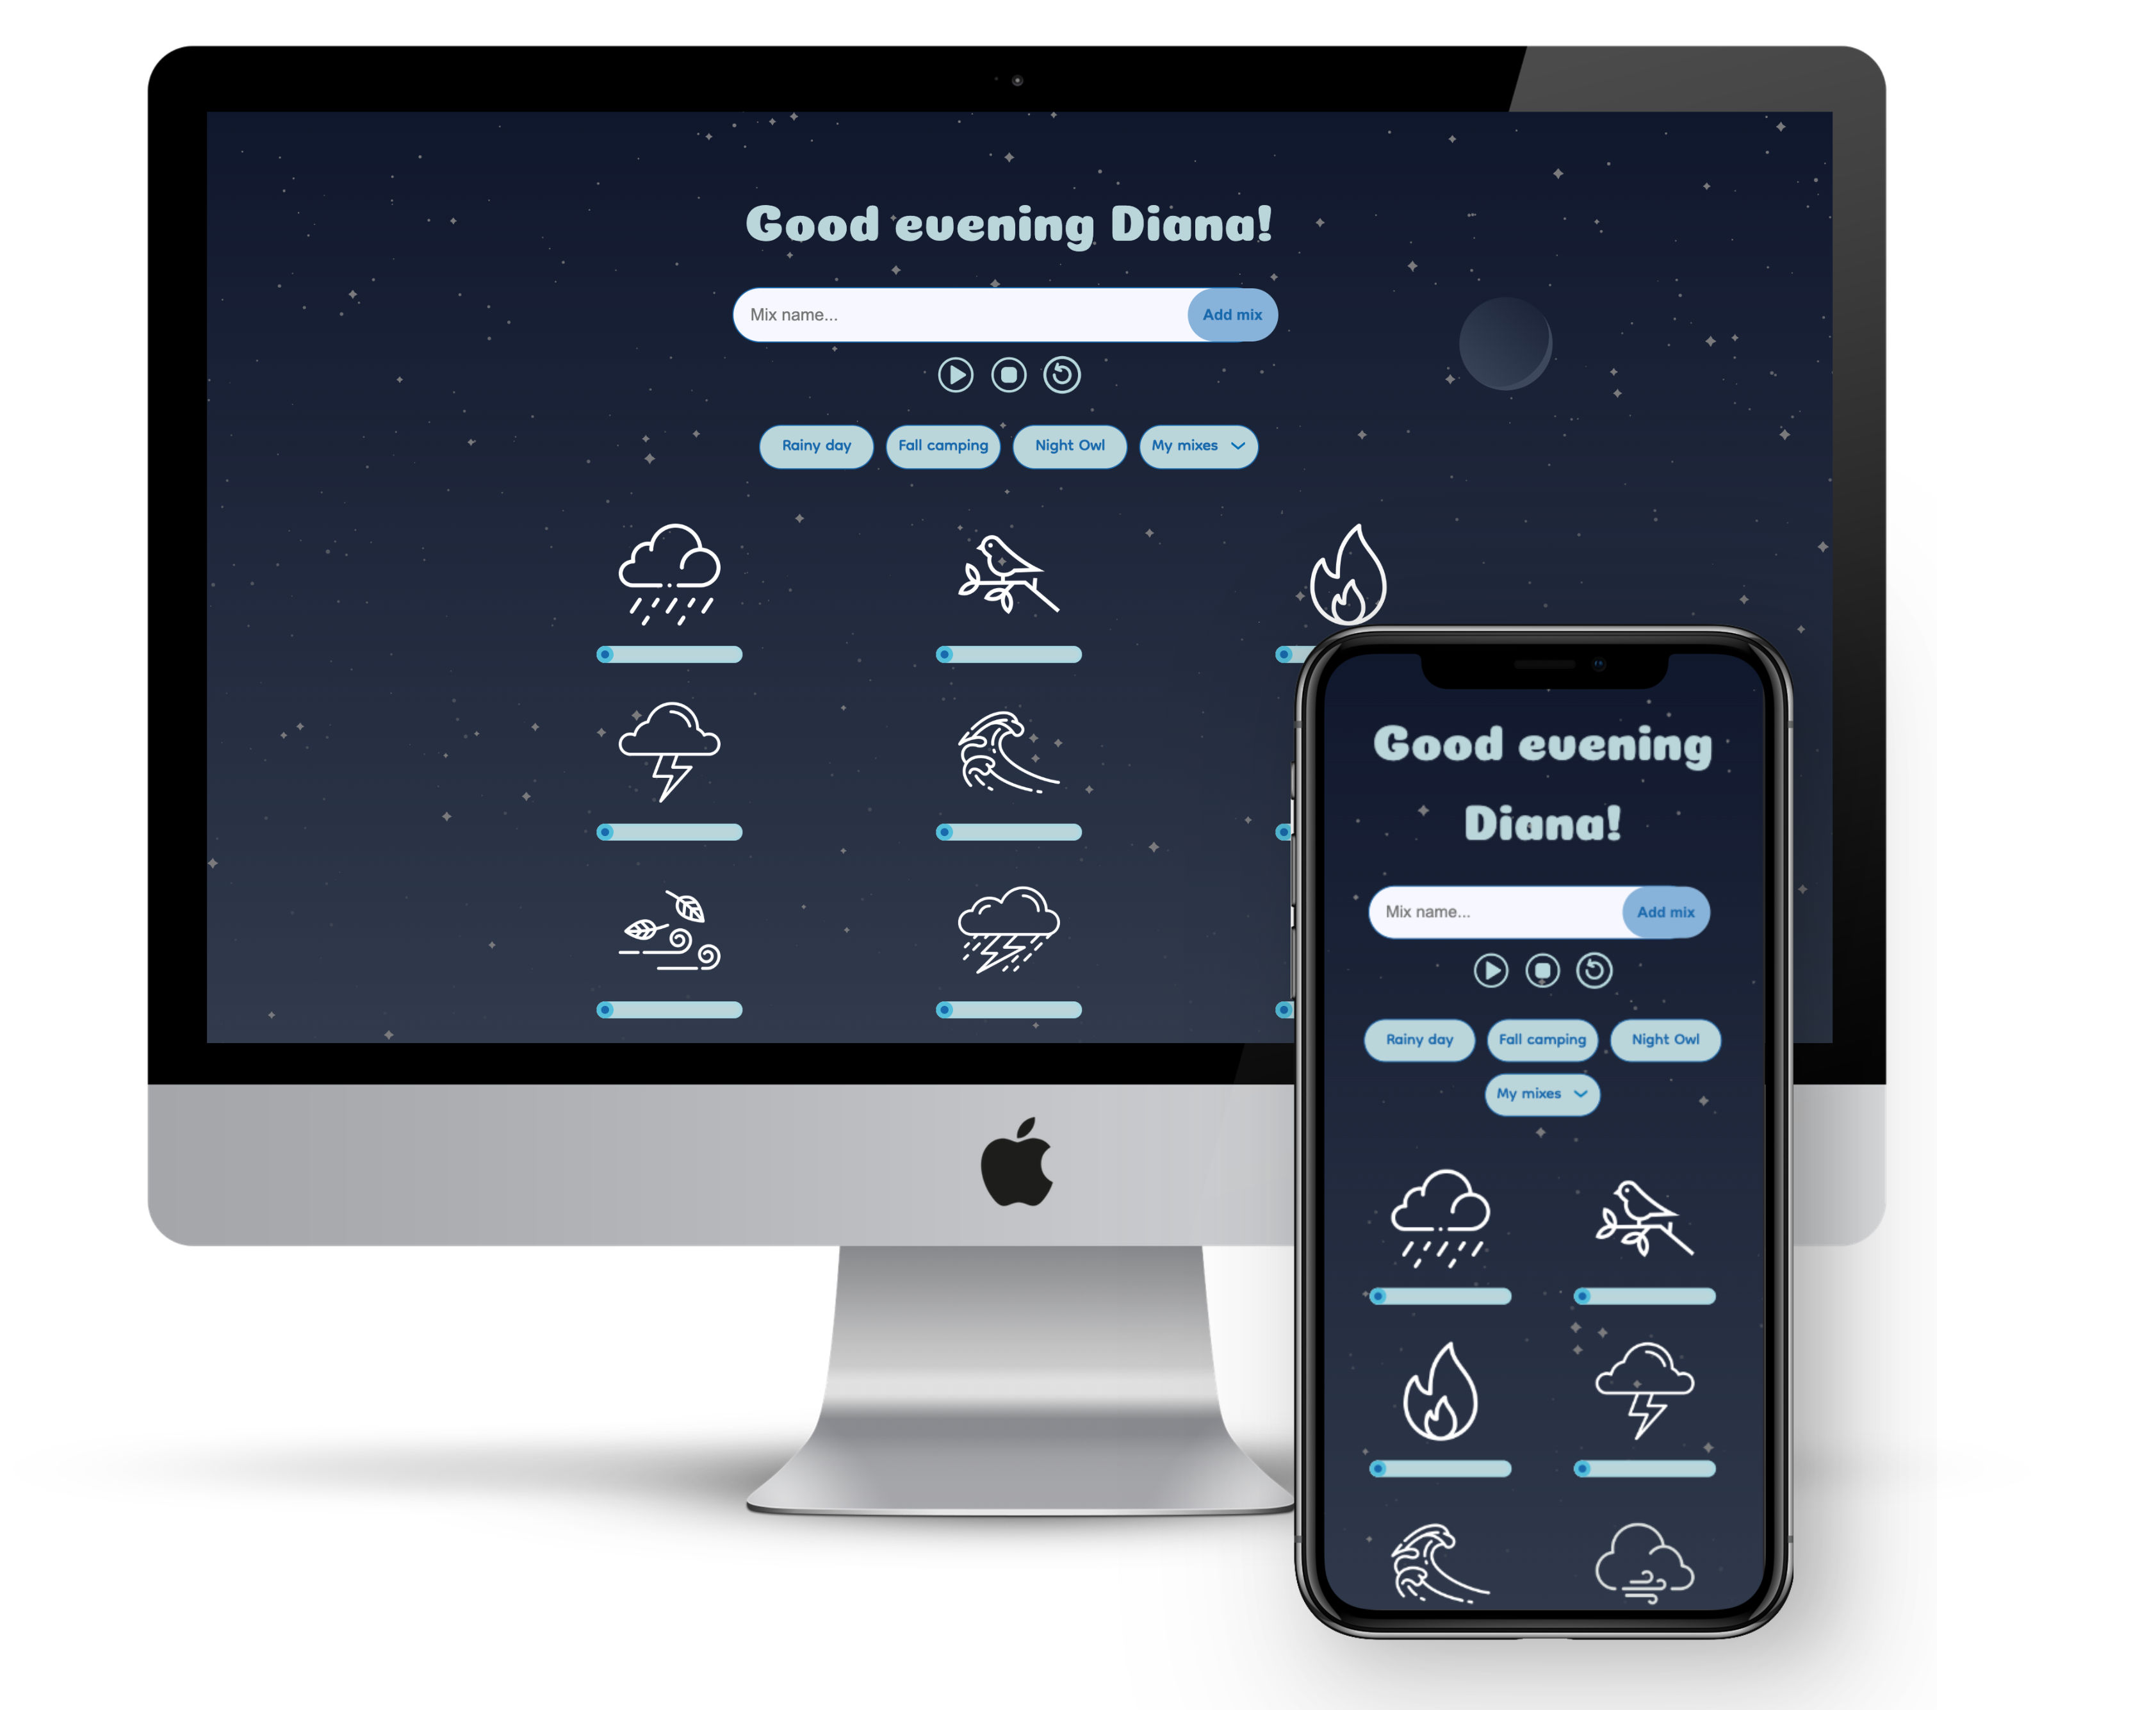 Good evening Diana!
Mix name...
Add mix
Rainy day
Fall camping
Night Owl
My mixes
Good evening
Diana!
Mix name...
Add mix
Rainy day
Fall camping
Night Owl
My mixes